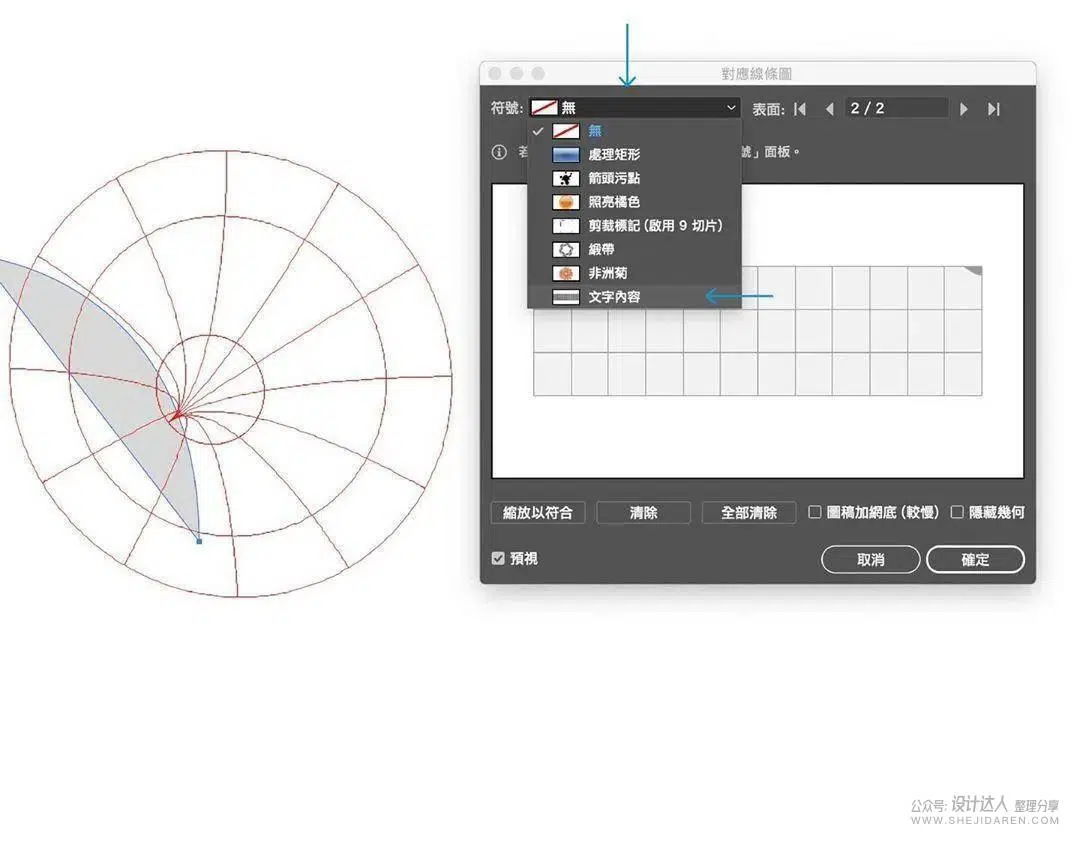 對應線條圖
符號: 無 表面: 2 / 2
無
處理矩形
號」面板。
箭頭污點
照亮橘色
剪裁標記 (啟用 9 切片)
緞帶
非洲菊
文字內容
縮放以符合 清除 全部清除 圖稿加網底 (較慢) 隱藏幾何
預視 取消 確定
公众号: 设计达人 整理分享
WWW.SHEJIDAREN.COM